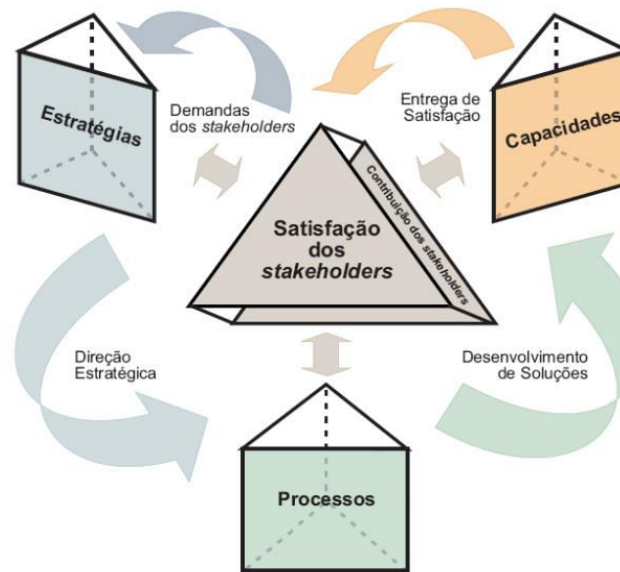 Estratégias
Demandas
dos stakeholders
Entrega de
Satisfação
Capacidades
Satisfação
dos
stakeholders
Contribuição dos stakeholders
Direção
Estratégica
Desenvolvimento
de Soluções
Processos